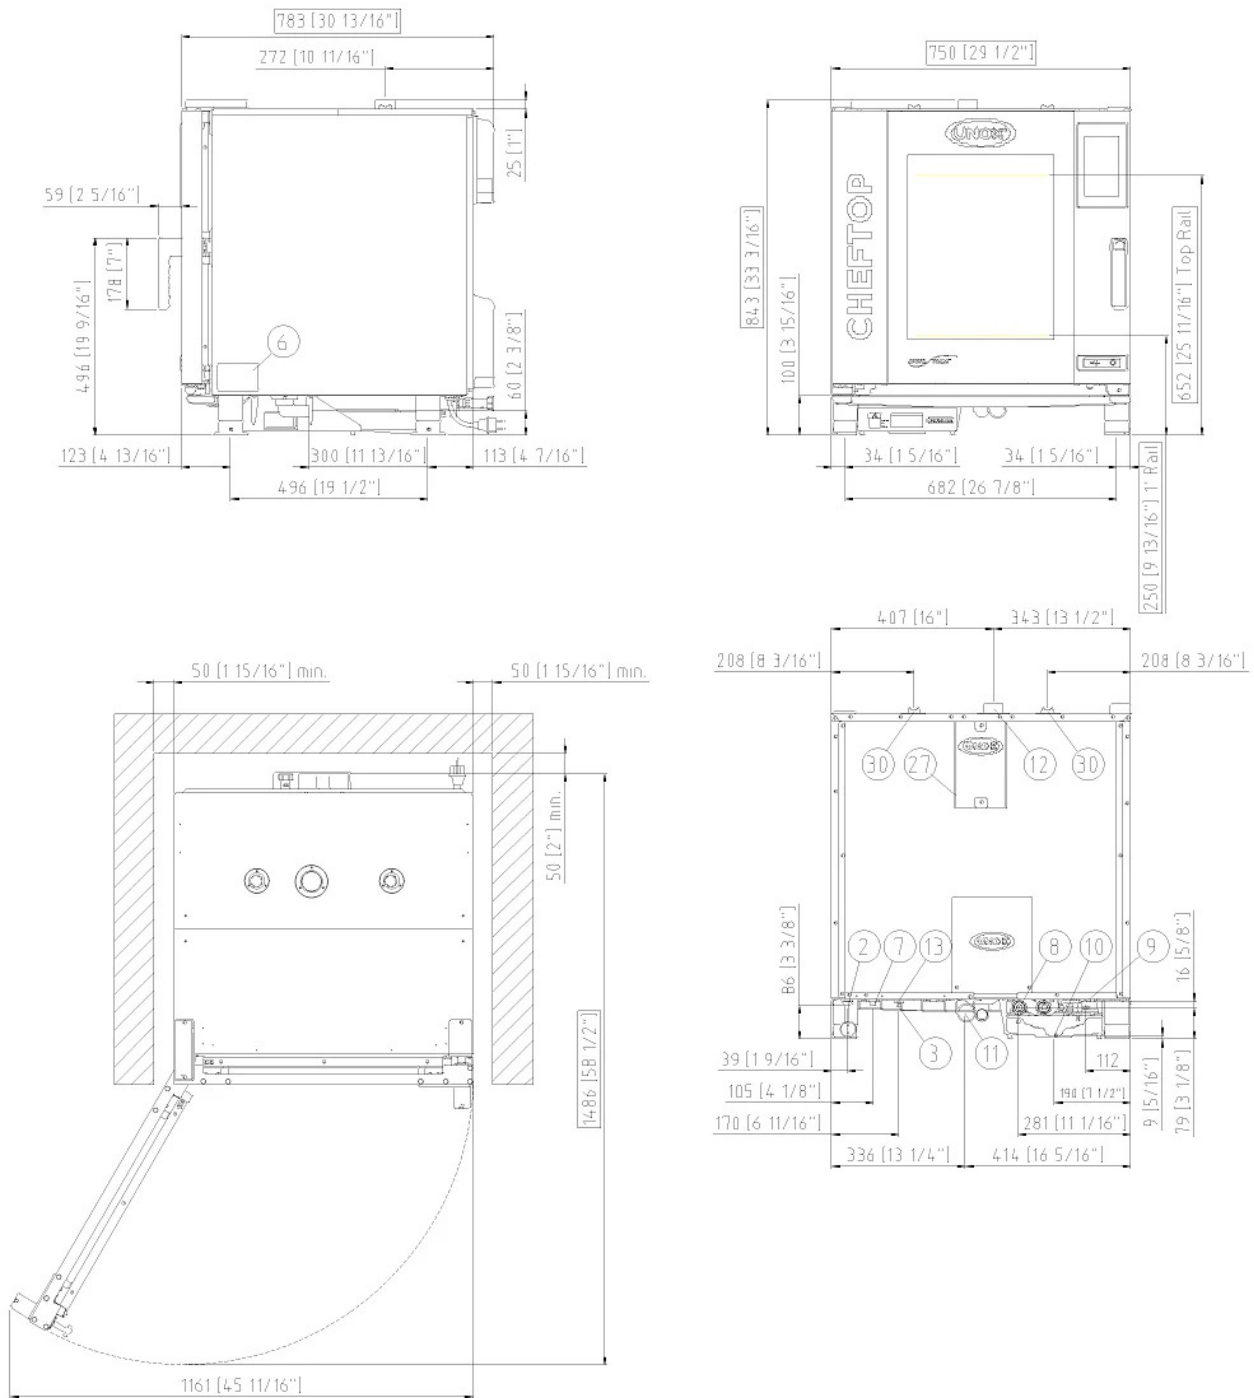 783 [30 13/16"]
272 [10 11/16"]
25 [1"]
59 [2 5/16"]
178 [7"]
496 [19 9/16"]
6
60 [2 3/8"]
123 [4 13/16"]
300 [11 13/16"]
113 [4 7/16"]
496 [19 1/2"]
750 [29 1/2"]
UNOX
CHEFTOP
843 [33 3/16"]
100 [3 15/16"]
652 [25 11/16"] Top Rail
34 [1 5/16"]
34 [1 5/16"]
682 [26 7/8"]
250 [9 13/16"] 1' Rail
50 [1 15/16"] min.
50 [1 15/16"] min.
50 [2"] min.
1486 [58 1/2"]
1161 [45 11/16"]
407 [16"]
343 [13 1/2"]
208 [8 3/16"]
208 [8 3/16"]
30
27
12
30
86 [3 3/8"]
2
7
13
8
10
9
16 [5/8"]
3
11
39 [1 9/16"]
112
105 [4 1/8"]
190 [7 1/2"]
9 [5/16"]
79 [3 1/8"]
170 [6 11/16"]
281 [11 1/16"]
336 [13 1/4"]
414 [16 5/16"]